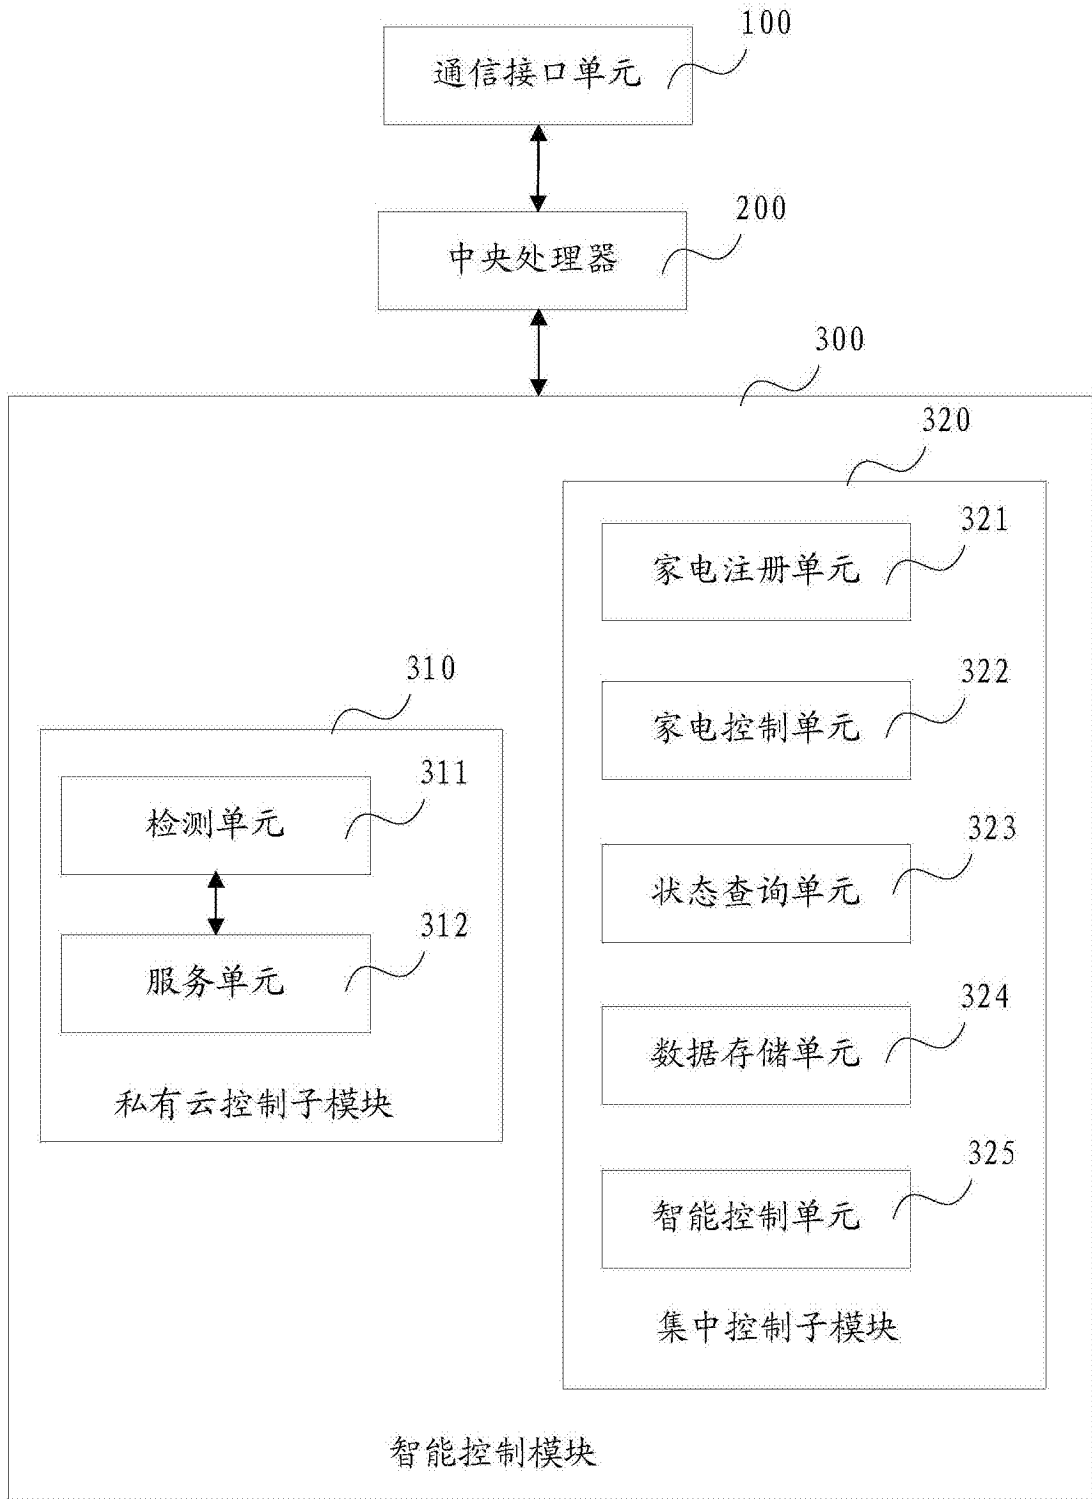 100
通信接口单元
200
中央处理器
300
320
321
家电注册单元
322
家电控制单元
310
311
检测单元
323
状态查询单元
312
服务单元
324
数据存储单元
私有云控制子模块
325
智能控制单元
集中控制子模块
智能控制模块